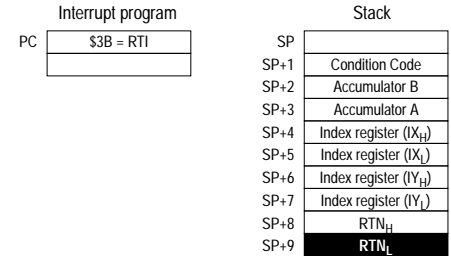 Interrupt program
PC $3B = RTI
Stack
SP
SP+1 Condition Code
SP+2 Accumulator B
SP+3 Accumulator A
SP+4 Index register (IXH)
SP+5 Index register (IXL)
SP+6 Index register (IYH)
SP+7 Index register (IYL)
SP+8 RTNH
SP+9 RTNL